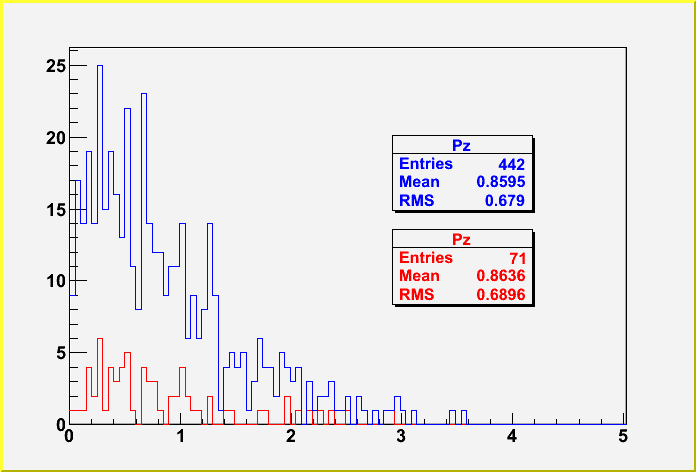 25
20
15
10
5
0
0 1 2 3 4 5
Pz
Entries 442
Mean 0.8595
RMS 0.679
Pz
Entries 71
Mean 0.8636
RMS 0.6896